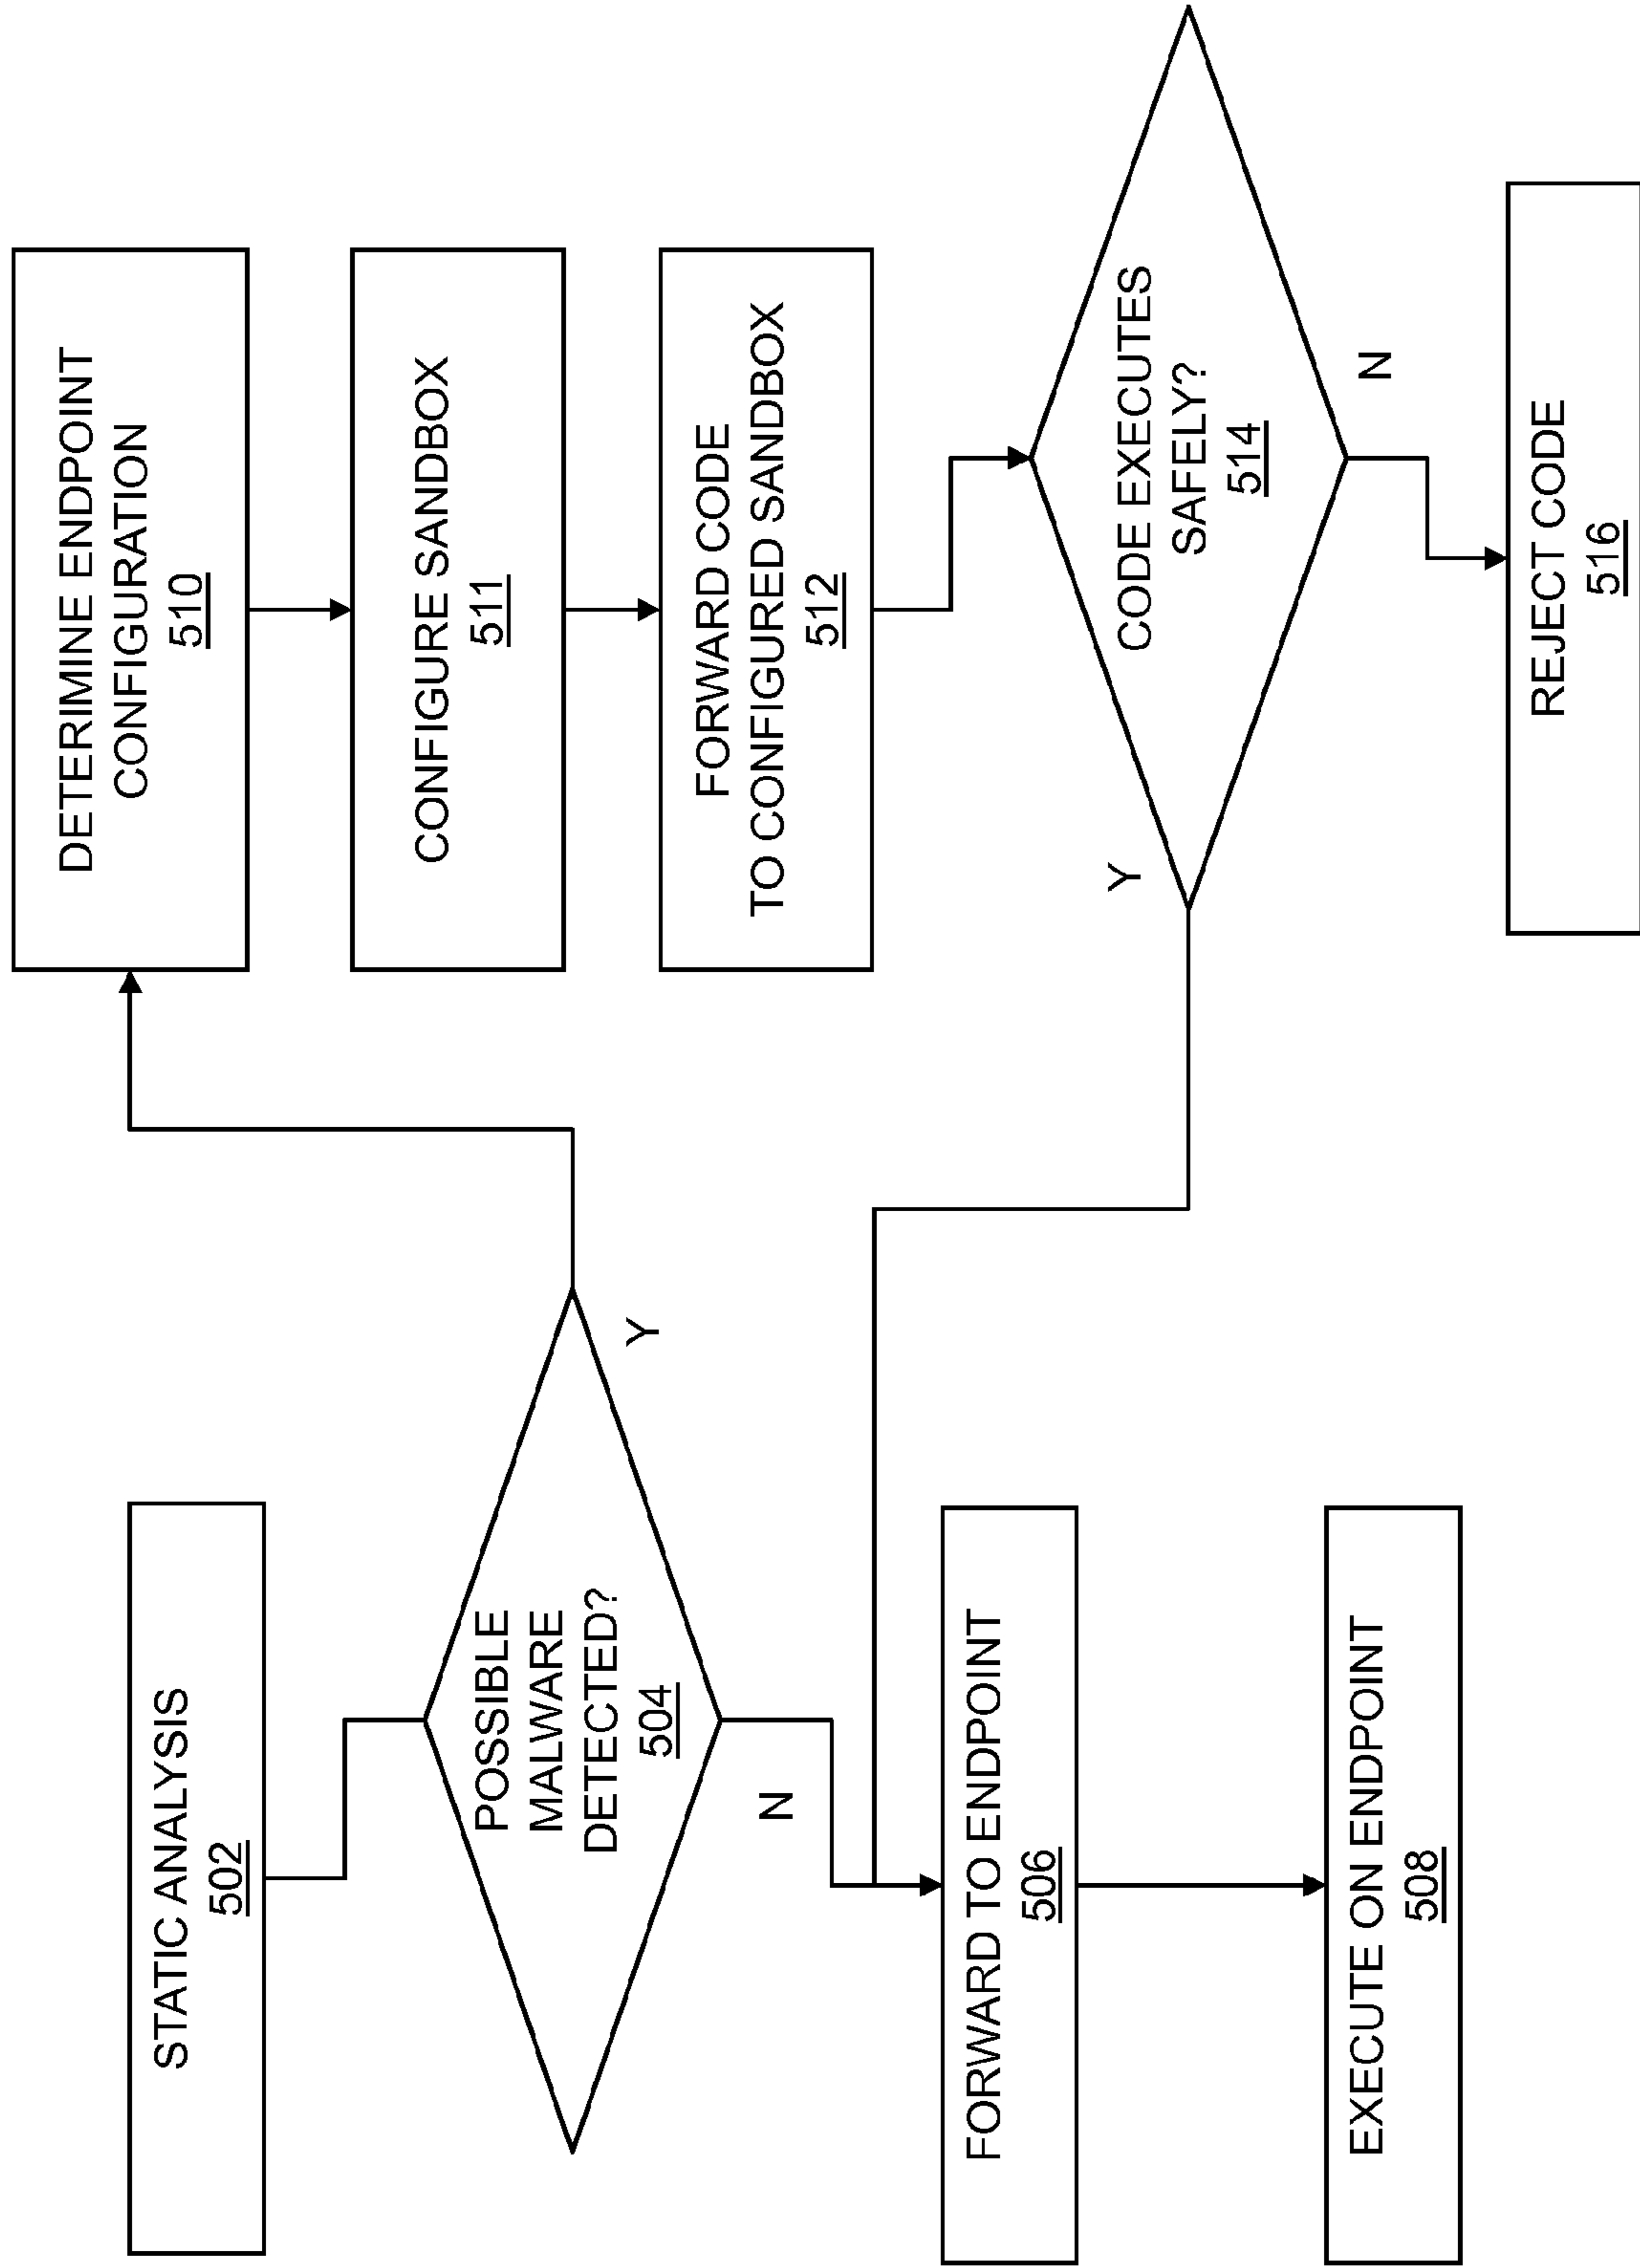 STATIC ANALYSIS
502
POSSIBLE
MALWARE
DETECTED?
504
Y
N
FORWARD TO ENDPOINT
506
EXECUTE ON ENDPOINT
508
DETERIMINE ENDPOINT
CONFIGURATION
510
CONFIGURE SANDBOX
511
FORWARD CODE
TO CONFIGURED SANDBOX
512
CODE EXECUTES
SAFELY?
514
Y
N
REJECT CODE
516